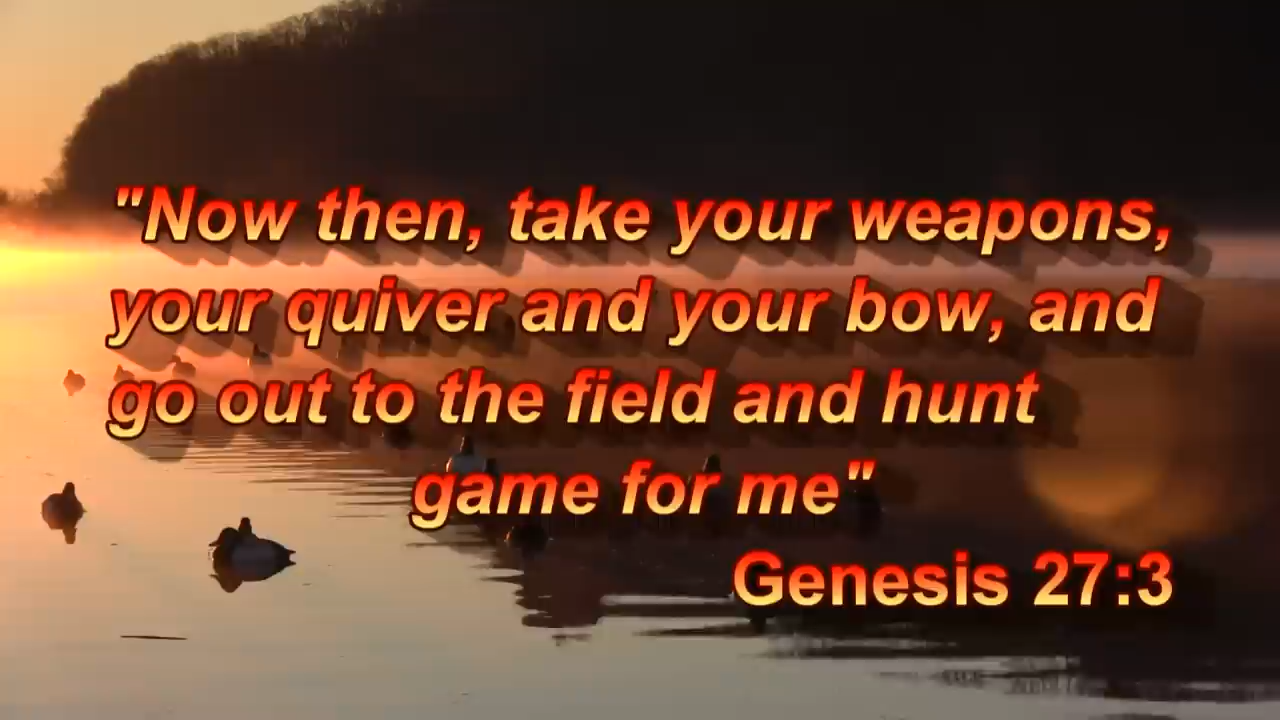 "Now then, take your weapons,
your quiver and your bow, and
go out to the field and hunt
game for me"
Genesis 27:3